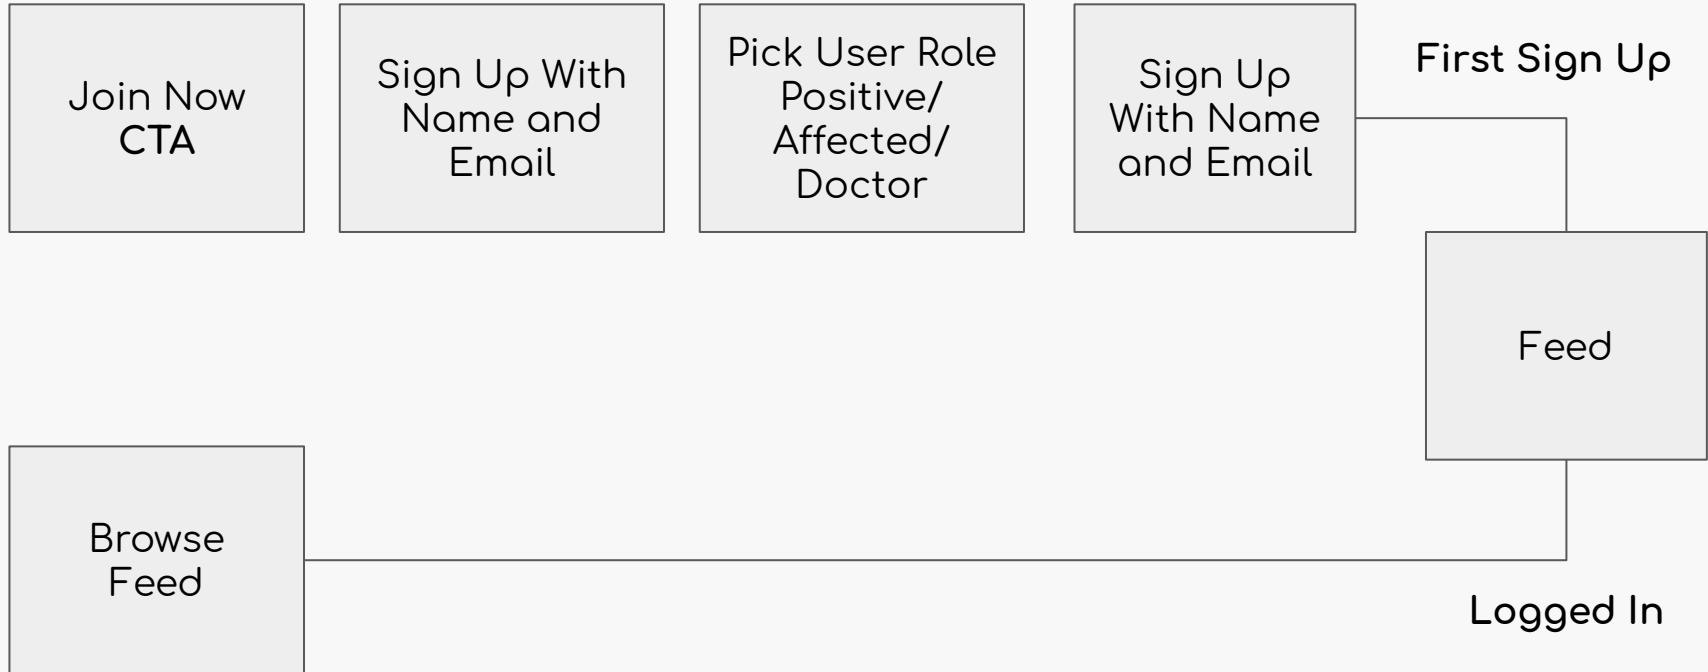 Join Now
CTA
Sign Up With
Name and
Email
Pick User Role
Positive/
Affected/
Doctor
Sign Up
With Name
and Email
First Sign Up
Feed
Browse
Feed
Logged In